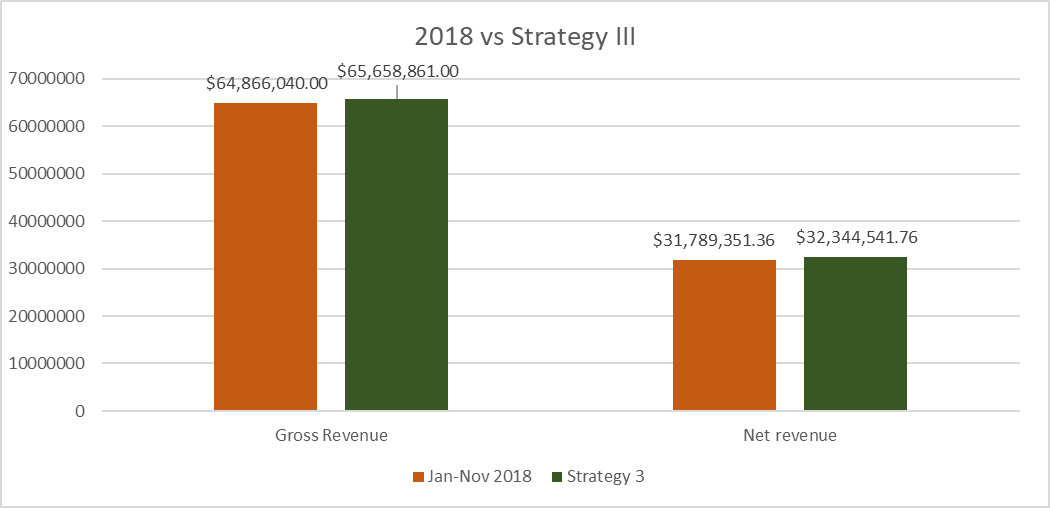 2018 vs Strategy III
70000000
60000000
50000000
40000000
30000000
20000000
10000000
0
$64,866,040.00
$65,658,861.00
$31,789,351.36
$32,344,541.76
Gross Revenue
Net revenue
Jan-Nov 2018
Strategy 3